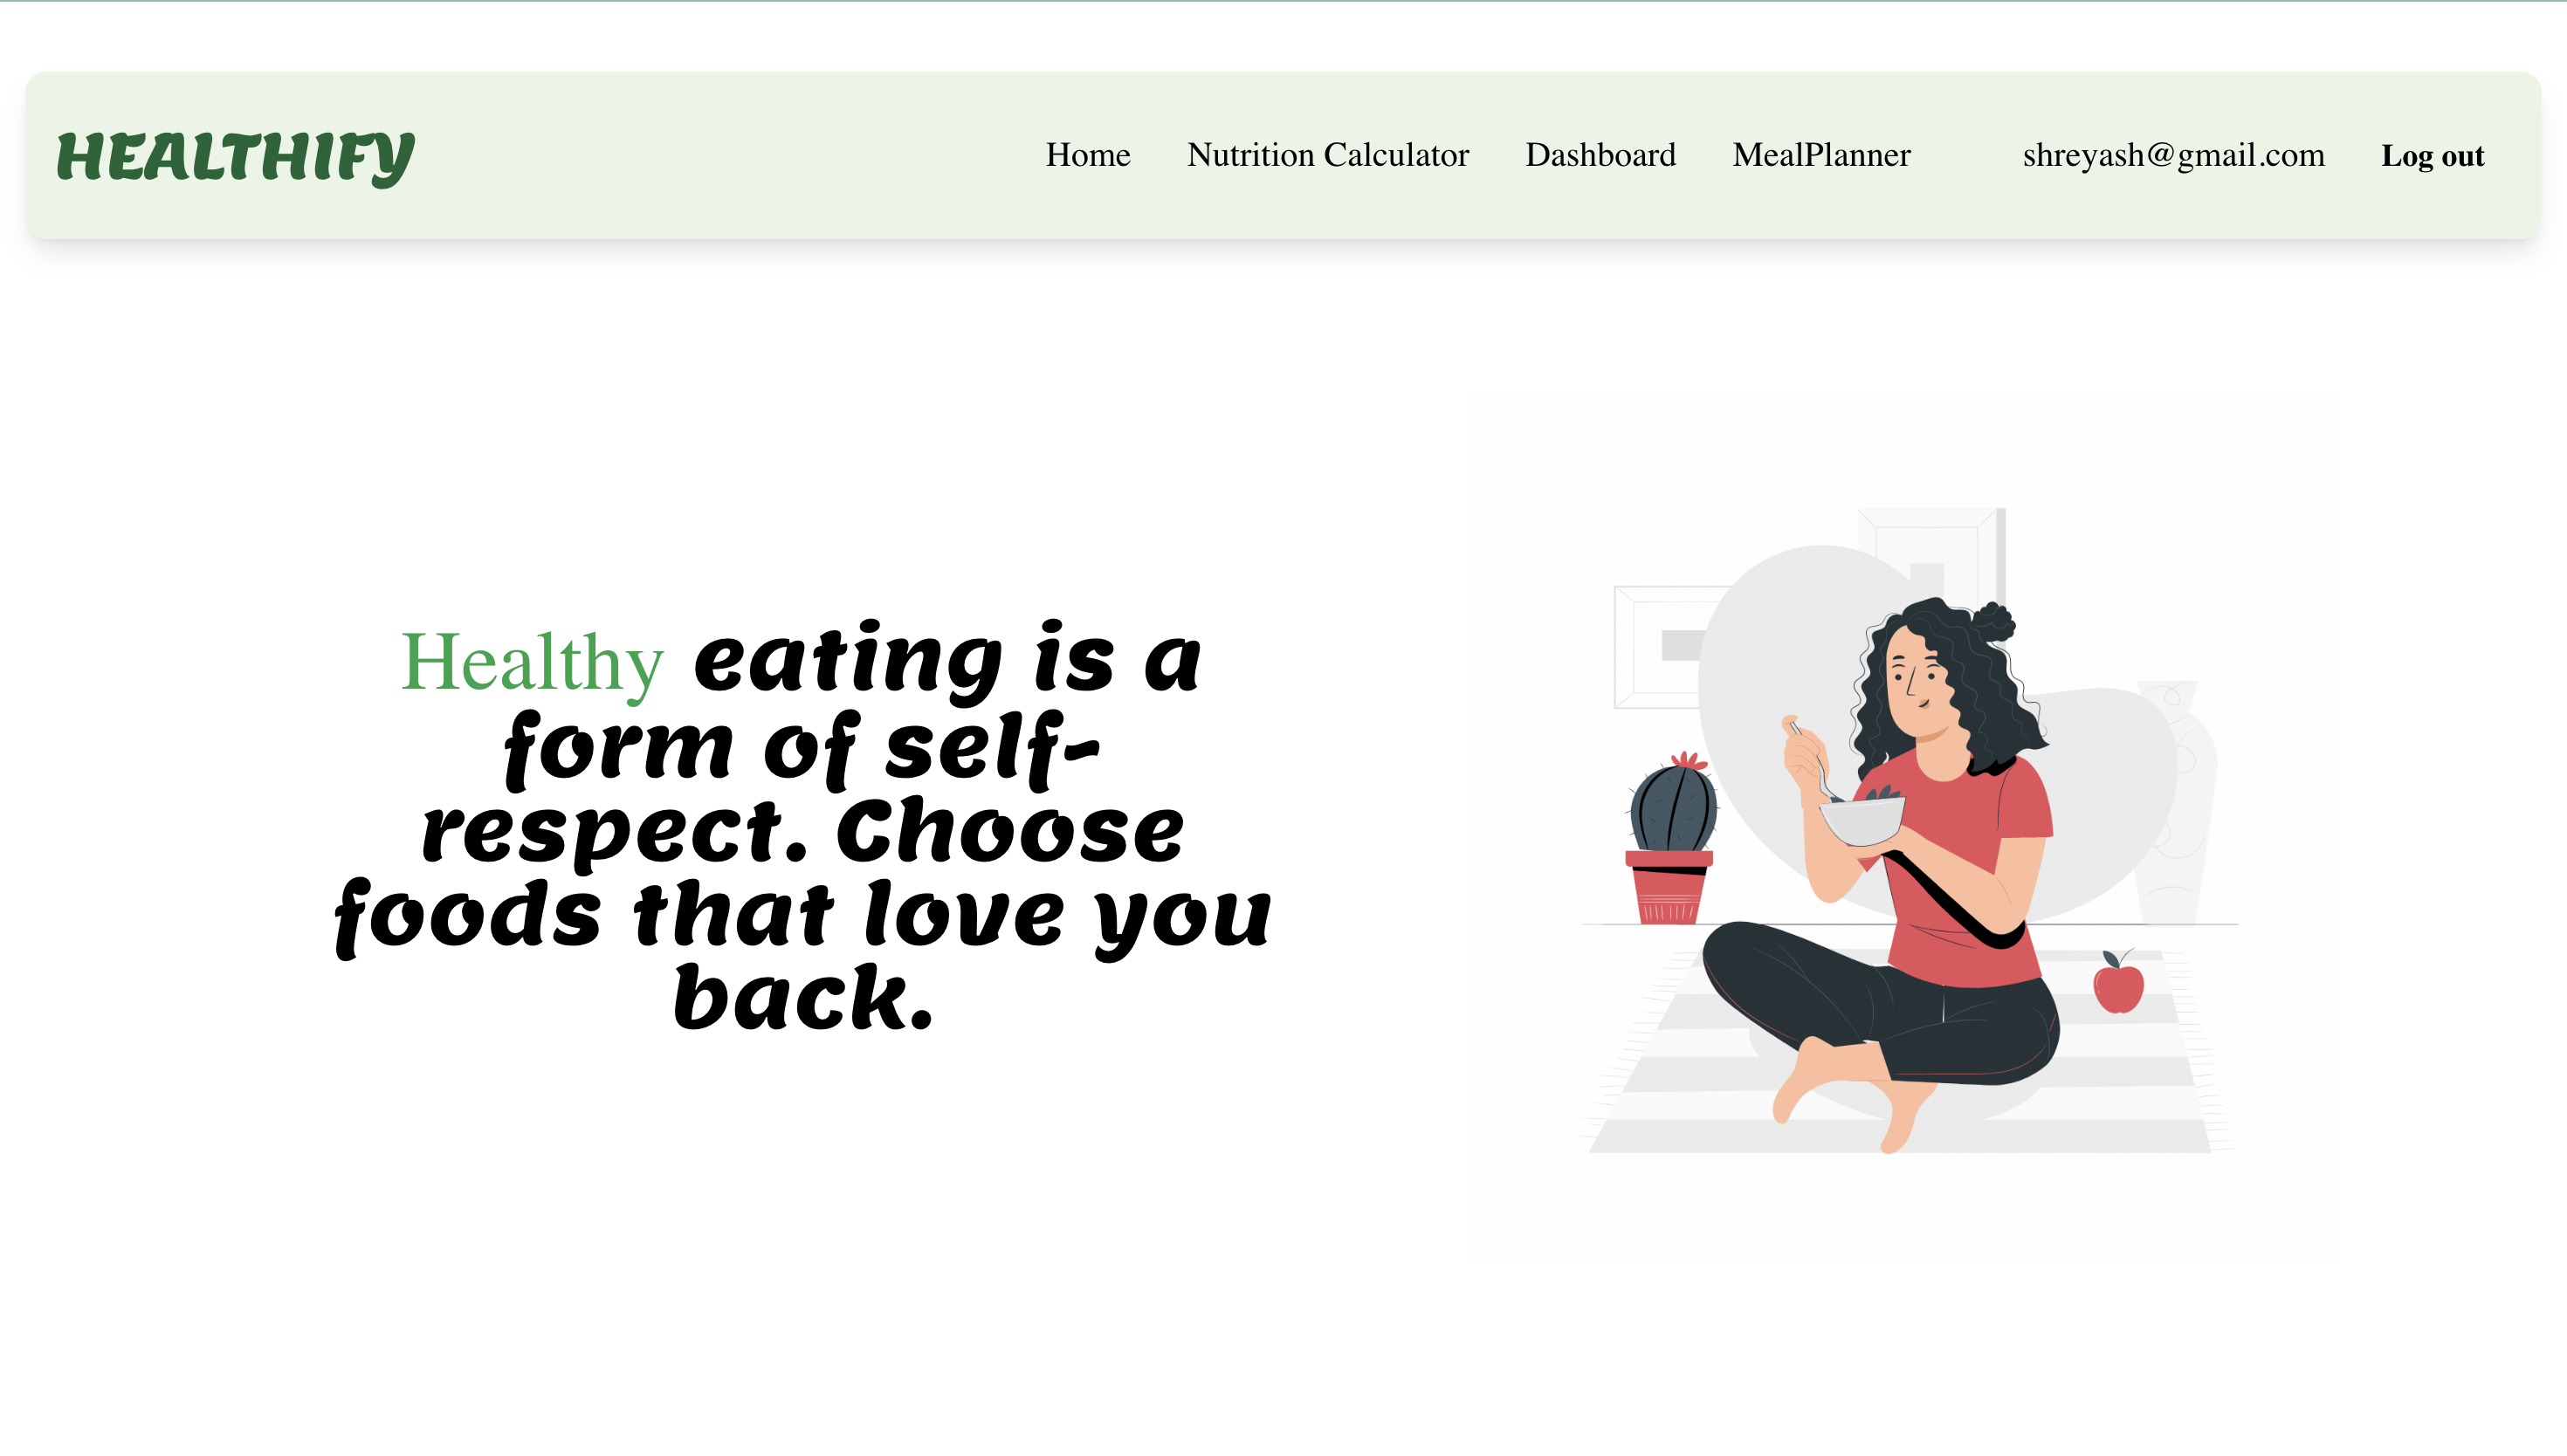 HEALTHIFY
Home Nutrition Calculator Dashboard MealPlanner shreyash@gmail.com Log out
Healthy eating is a
form of self-
respect. Choose
foods that love you
back.